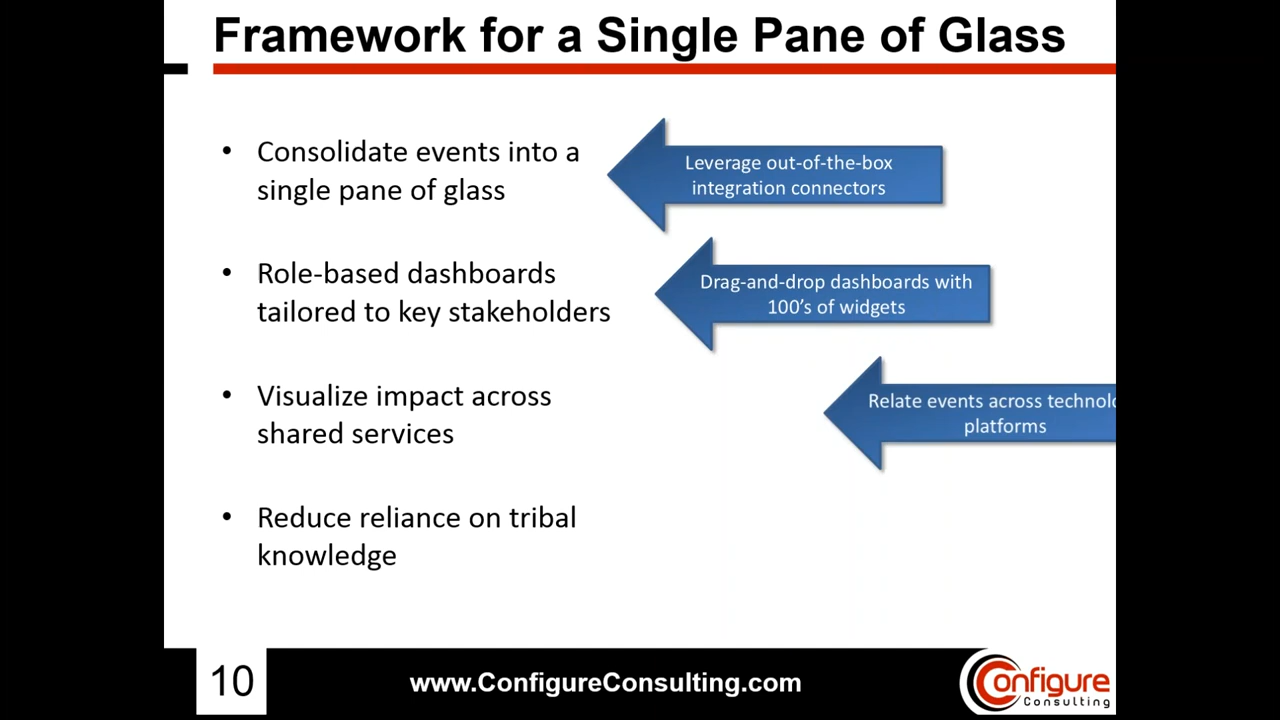 Framework for a Single Pane of Glass
• Consolidate events into a
single pane of glass
Leverage out-of-the-box
integration connectors
• Role-based dashboards
tailored to key stakeholders
Drag-and-drop dashboards with
100's of widgets
• Visualize impact across
shared services
Relate events across technolo
platforms
• Reduce reliance on tribal
knowledge
10
www.ConfigureConsulting.com
Configure
Consulting